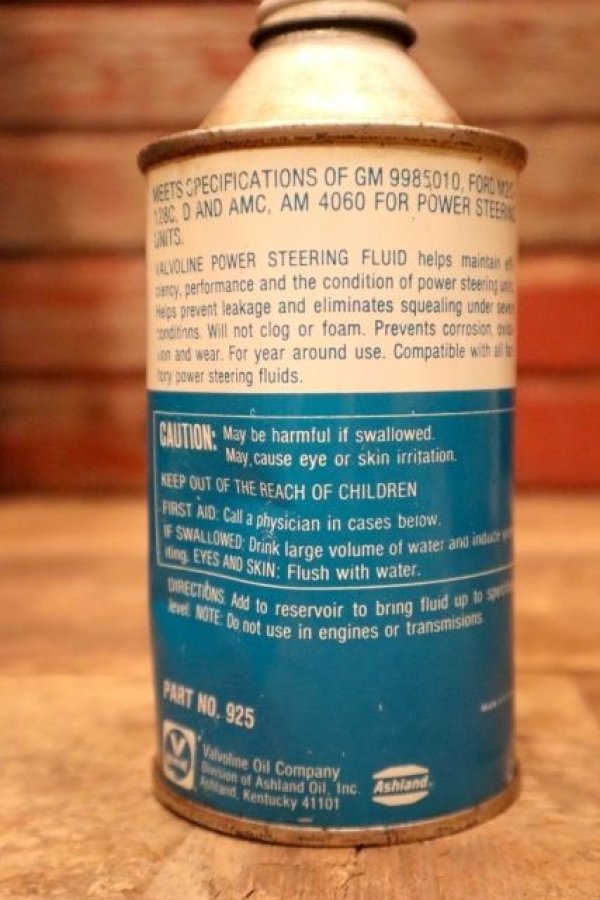 MEETS SPECIFICATIONS OF GM 9985010, FORD M2C
128C, D AND AMC, AM 4060 FOR POWER STEERING
UNITS.
VALVOLINE POWER STEERING FLUID helps maintain effi-
ciency, performance and the condition of power steering units.
Helps prevent leakage and eliminates squealing under severe
conditions. Will not clog or foam. Prevents corrosion, oxida-
tion and wear. For year around use. Compatible with all fac-
tory power steering fluids.
CAUTION: May be harmful if swallowed.
May cause eye or skin irritation.
KEEP OUT OF THE REACH OF CHILDREN
FIRST AID: Call a physician in cases below.
IF SWALLOWED: Drink large volume of water and induce
EYES AND SKIN: Flush with water.
DIRECTIONS: Add to reservoir to bring fluid up to
level. NOTE: Do not use in engines or transmisions
PART NO. 925
V
Valvoline Oil Company
Division of Ashland Oil, Inc.
Ashland, Kentucky 41101
Ashland